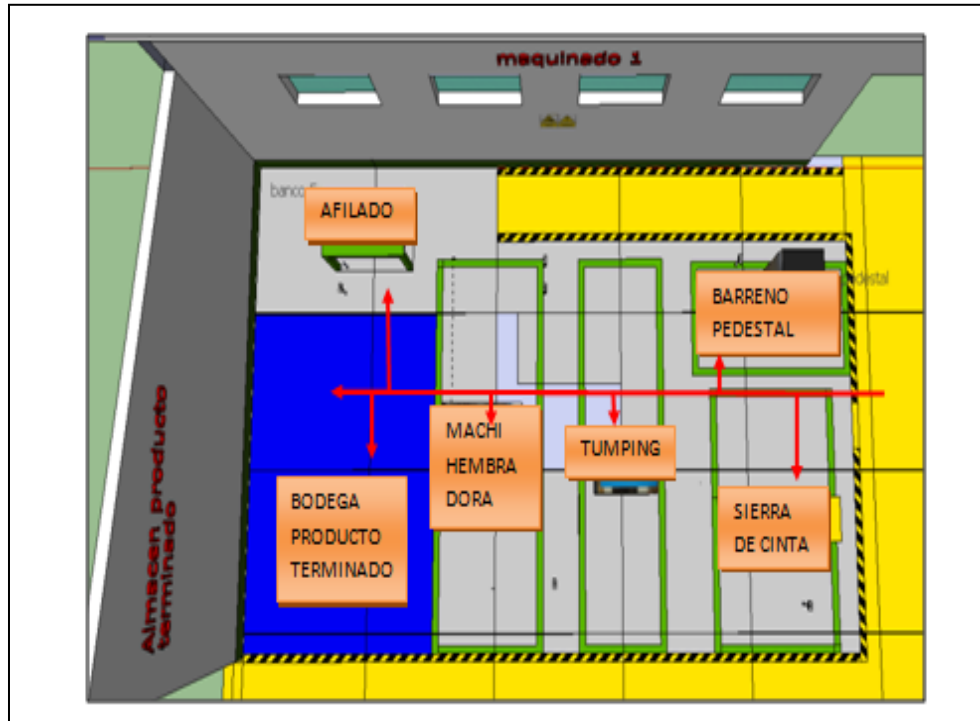 maquinado 1
banco
AFILADO
BARRENO
PEDESTAL
destal
MACHI
HEMBRA
DORA
TUMPING
BODEGA
PRODUCTO
TERMINADO
SIERRA
DE CINTA
Almacen producto
terminado